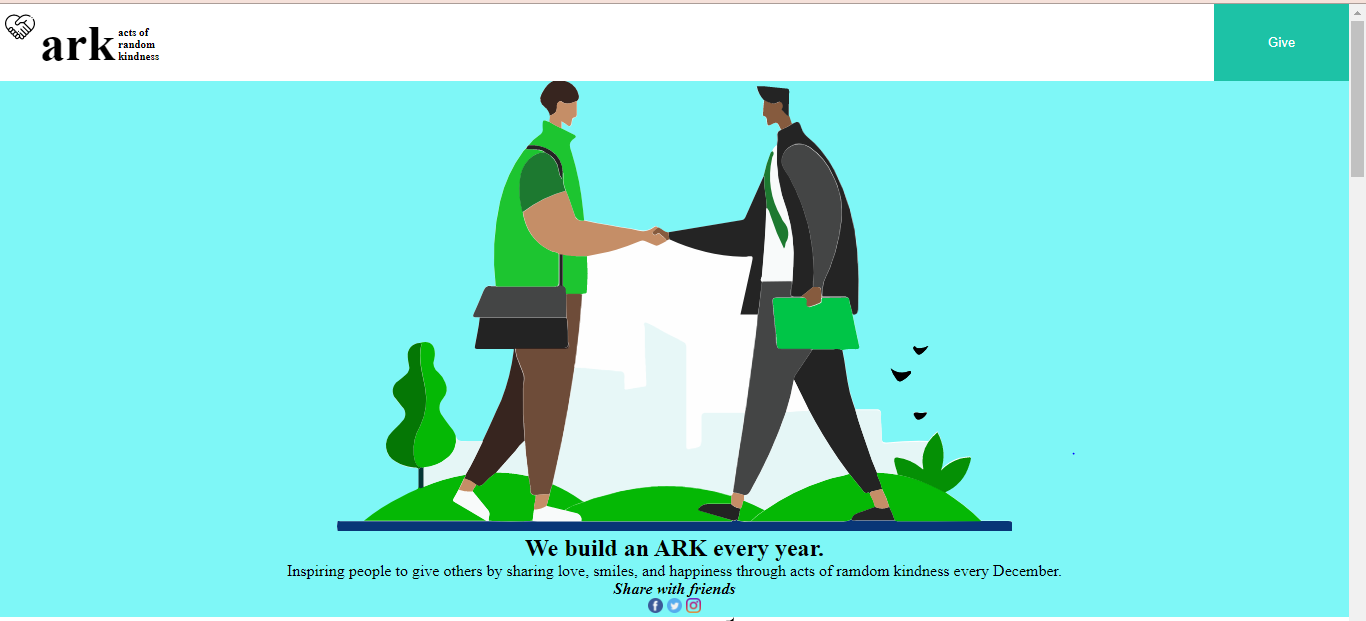 ark
acts of
random
kindness
Give
We build an ARK every year.
Inspiring people to give others by sharing love, smiles, and happiness through acts of ramdom kindness every December.
Share with friends